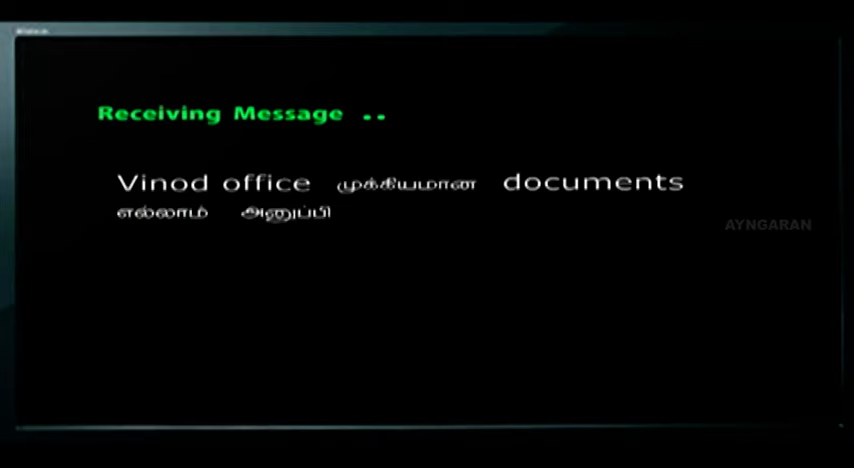 Receiving Message ..
Vinod office முக்கியமான documents
எல்லாம் அனுப்பி
AYNGARAN